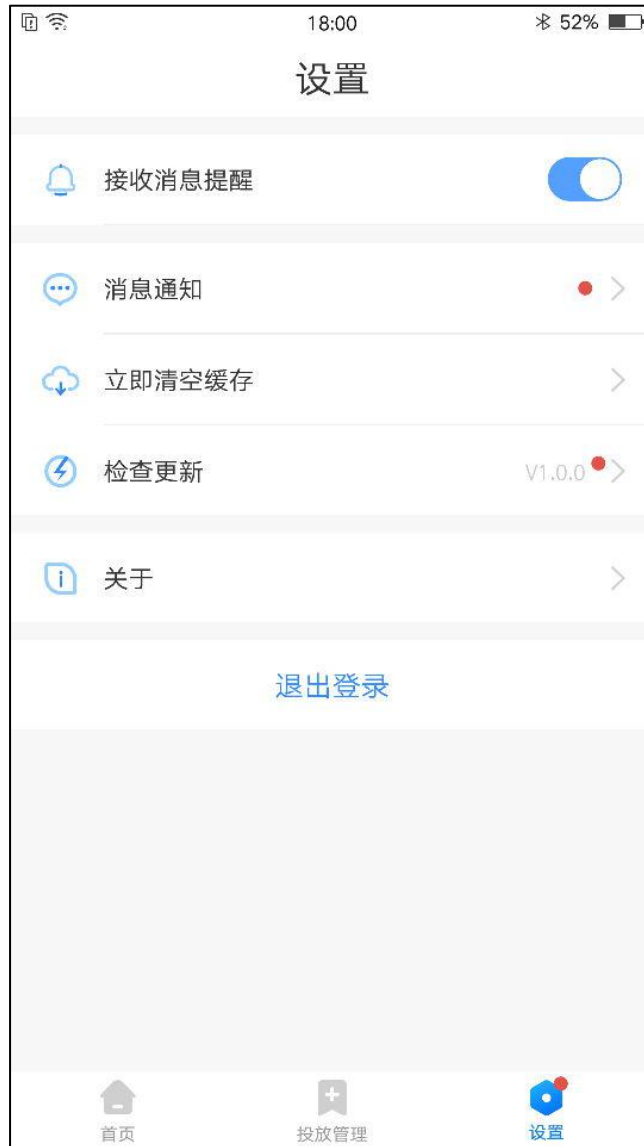 18:00
52%
设置
接收消息提醒
消息通知
立即清空缓存
检查更新 V1.0.0
关于
退出登录
首页
投放管理
设置